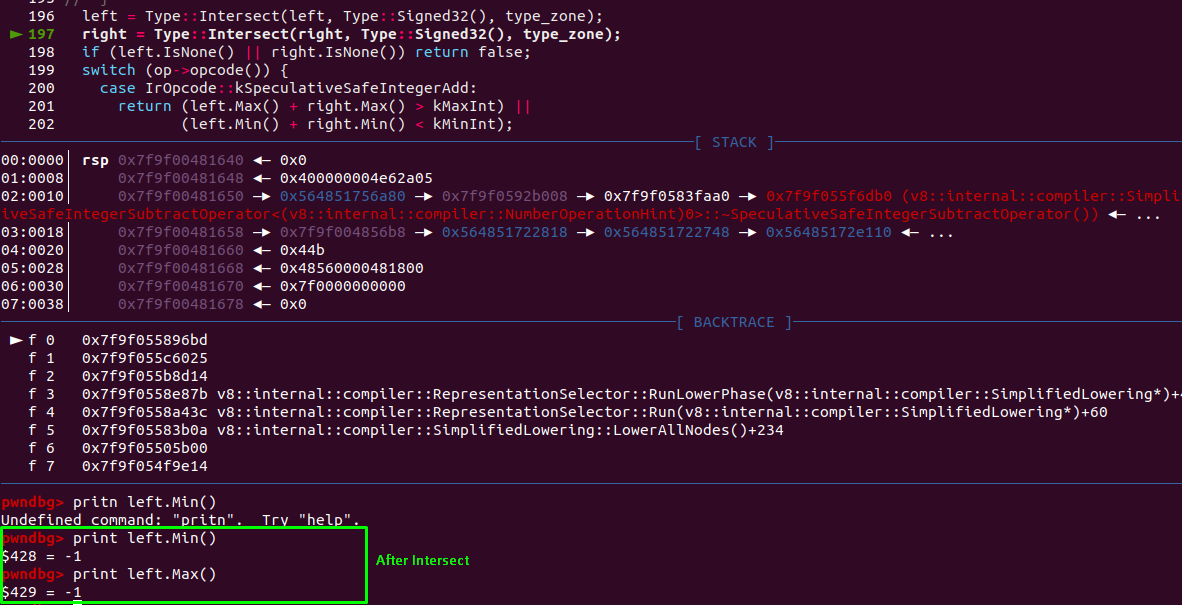 195 // }
196 left = Type::Intersect(left, Type::Signed32(), type_zone);
► 197 right = Type::Intersect(right, Type::Signed32(), type_zone);
198 if (left.IsNone() || right.IsNone()) return false;
199 switch (op->opcode()) {
200 case IrOpcode::kSpeculativeSafeIntegerAdd:
201 return (left.Max() + right.Max() > kMaxInt) ||
202 (left.Min() + right.Min() < kMinInt);
[ STACK ]
00:0000│ rsp 0x7f9f00481640 ◂— 0x0
01:0008│ 0x7f9f00481648 ◂— 0x400000004e62a05
02:0010│ 0x7f9f00481650 —▸ 0x564851756a80 —▸ 0x7f9f0592b008 —▸ 0x7f9f0583faa0 —▸ 0x7f9f055f6db0 (v8::internal::compiler::Simpli
iveSafeIntegerSubtractOperator<(v8::internal::compiler::NumberOperationHint)0>::~SpeculativeSafeIntegerSubtractOperator()) ◂— ...
03:0018│ 0x7f9f00481658 —▸ 0x7f9f004856b8 —▸ 0x564851722818 —▸ 0x564851722748 —▸ 0x56485172e110 ◂— ...
04:0020│ 0x7f9f00481660 ◂— 0x44b
05:0028│ 0x7f9f00481668 ◂— 0x48560000481800
06:0030│ 0x7f9f00481670 ◂— 0x7f0000000000
07:0038│ 0x7f9f00481678 ◂— 0x0
[ BACKTRACE ]
► f 0 0x7f9f055896bd
f 1 0x7f9f055c6025
f 2 0x7f9f055b8d14
f 3 0x7f9f0558e87b v8::internal::compiler::RepresentationSelector::RunLowerPhase(v8::internal::compiler::SimplifiedLowering*)+
f 4 0x7f9f0558a43c v8::internal::compiler::RepresentationSelector::Run(v8::internal::compiler::SimplifiedLowering*)+60
f 5 0x7f9f05583b0a v8::internal::compiler::SimplifiedLowering::LowerAllNodes()+234
f 6 0x7f9f05505b00
f 7 0x7f9f054f9e14
pwndbg> pritn left.Min()
Undefined command: "pritn". Try "help".
pwndbg> print left.Min()
$428 = -1
pwndbg> print left.Max()
$429 = -1
After Intersect